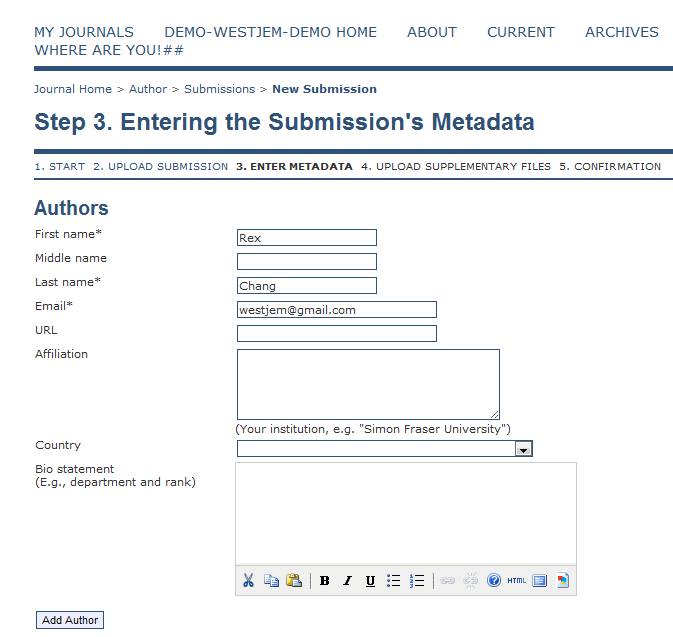 MY JOURNALS DEMO-WESTJEM-DEMO HOME ABOUT CURRENT ARCHIVES
WHERE ARE YOU!##
Journal Home > Author > Submissions > New Submission
Step 3. Entering the Submission's Metadata
1. START 2. UPLOAD SUBMISSION 3. ENTER METADATA 4. UPLOAD SUPPLEMENTARY FILES 5. CONFIRMATION
Authors
First name* Rex
Middle name
Last name* Chang
Email* westjem@gmail.com
URL
Affiliation
(Your institution, e.g. "Simon Fraser University")
Country
Bio statement
(E.g., department and rank)
B I U HTML
Add Author